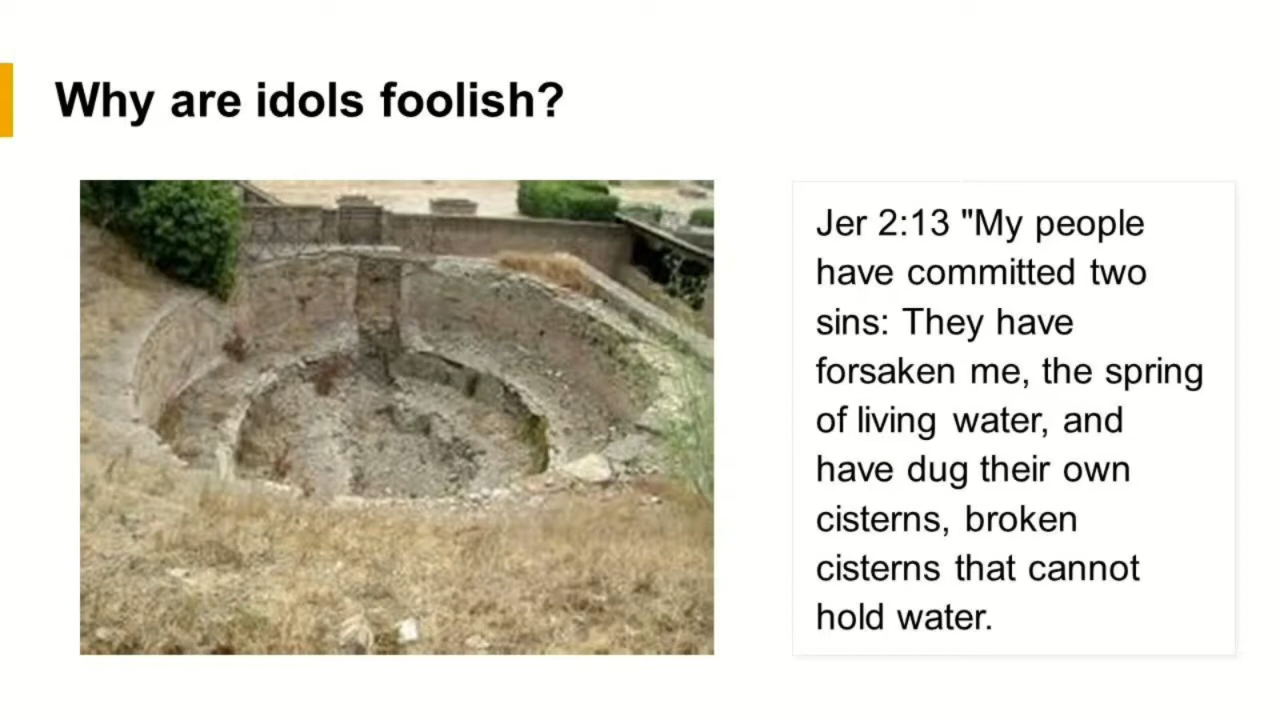 Why are idols foolish?
Jer 2:13 "My people
have committed two
sins: They have
forsaken me, the spring
of living water, and
have dug their own
cisterns, broken
cisterns that cannot
hold water.